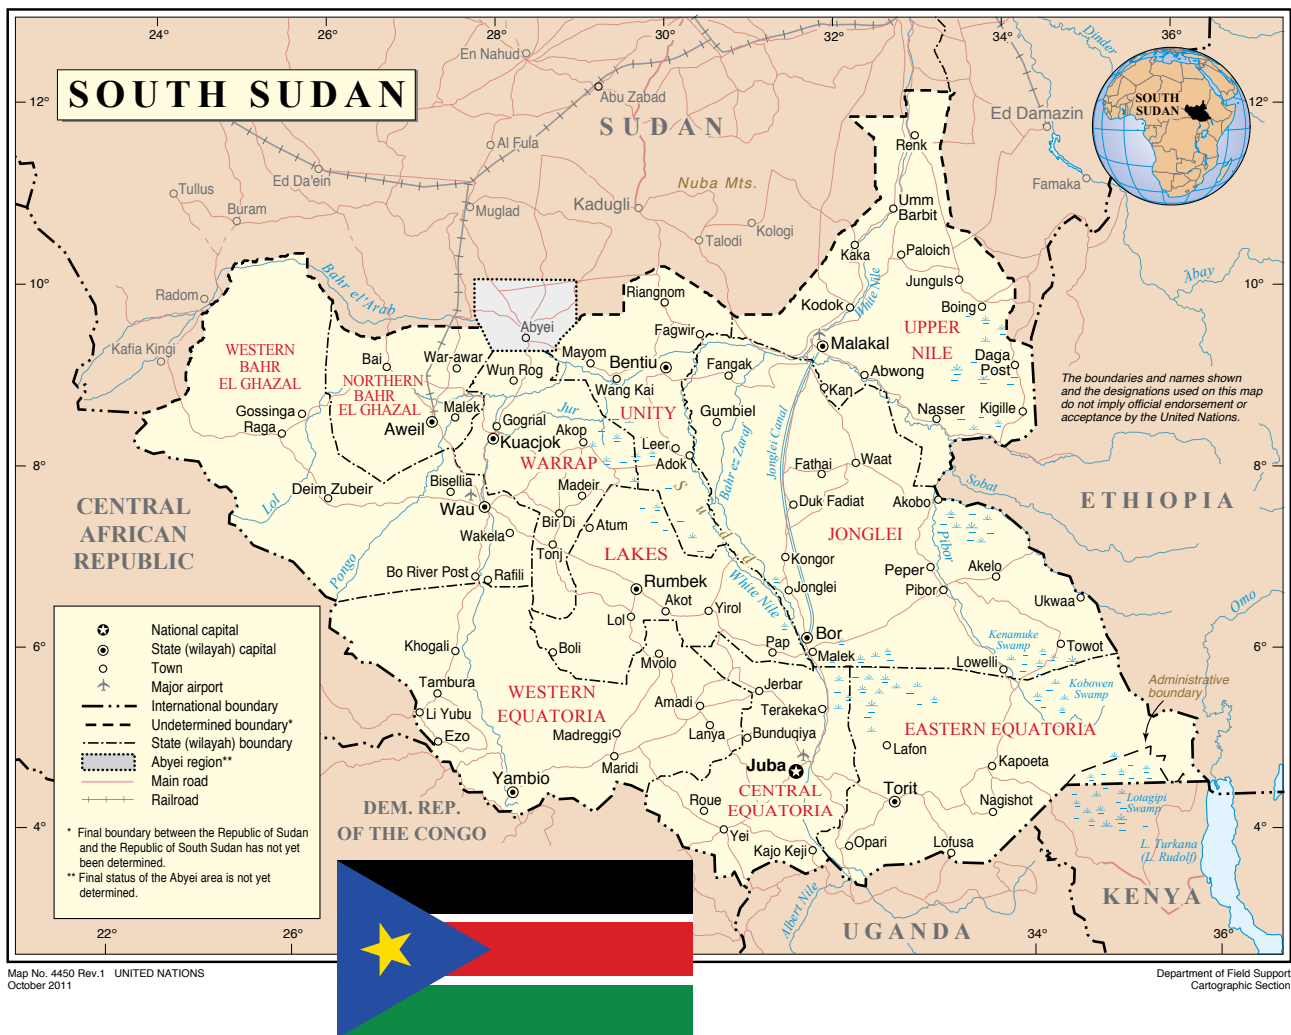 24°
26°
28°
30°
32°
34°
36°
SOUTH SUDAN
12°
12°
10°
10°
8°
8°
6°
6°
4°
4°
22°
26°
34°
36°
En Nahud
Abu Zabad
SUDAN
Al Fula
Ed Da'ein
Tullus
Buram
Muglad
Kadugli
Nuba Mts.
Talodi
Kologi
Radom
Kafia Kingi
Bahr el'Arab
Abyei
Dinder
Ed Damazin
Famaka
Abay
SOUTH
SUDAN
Renk
Umm
Barbit
Kaka
Paloich
Junguls
Boing
Kodok
White Nile
UPPER
NILE
Malakal
Daga
Post
Abwong
Kan
Nasser
Kigille
The boundaries and names shown
and the designations used on this map
do not imply official endorsement or
acceptance by the United Nations.
Riangnom
Fagwir
Mayom
Bentiu
Wang Kai
Fangak
UNITY
Gumbiel
Leer
Adok
Bahr ez Zaraf
Jonglei Canal
WESTERN
BAHR
EL GHAZAL
Bai
War-awar
NORTHERN
BAHR
EL GHAZAL
Wun Rog
Malek
Aweil
Gogrial
Kuacjok
Jur
Akop
WARRAP
Gossinga
Raga
Deim Zubeir
Lol
Pongo
Bisellia
Wau
Madeir
Bir Di
Atum
Wakela
Tonj
LAKES
Sudd
Fathai
Waat
Duk Fadiat
Akobo
Sobat
ETHIOPIA
JONGLEI
Pibor
Kongor
Peper
Akelo
Jonglei
Pibor
Ukwaa
Omo
CENTRAL
AFRICAN
REPUBLIC
Bo River Post
Rafili
Rumbek
Akot
Yirol
Lol
White Nile
Bor
Pap
Malek
Kenamuke
Swamp
Towot
Lowelli
Kobowen
Swamp
Administrative
boundary
Khogali
Boli
Mvolo
Tambura
Li Yubu
Ezo
WESTERN
EQUATORIA
Amadi
Jerbar
Terakeka
Madreggi
Lanya
Bunduqiya
Maridi
Yambio
Juba
CENTRAL
EQUATORIA
EASTERN EQUATORIA
Lafon
Kapoeta
Torit
Nagishot
Roue
Yei
Kajo Keji
Opari
Lofusa
Lotagipi
Swamp
L. Turkana
(L. Rudolf)
KENYA
UGANDA
Albert Nile
DEM. REP.
OF THE CONGO
National capital
State (wilayah) capital
Town
Major airport
International boundary
Undetermined boundary*
State (wilayah) boundary
Abyei region**
Main road
Railroad
* Final boundary between the Republic of Sudan
and the Republic of South Sudan has not yet
been determined.
** Final status of the Abyei area is not yet
determined.
Map No. 4450 Rev.1 UNITED NATIONS
October 2011
Department of Field Support
Cartographic Section